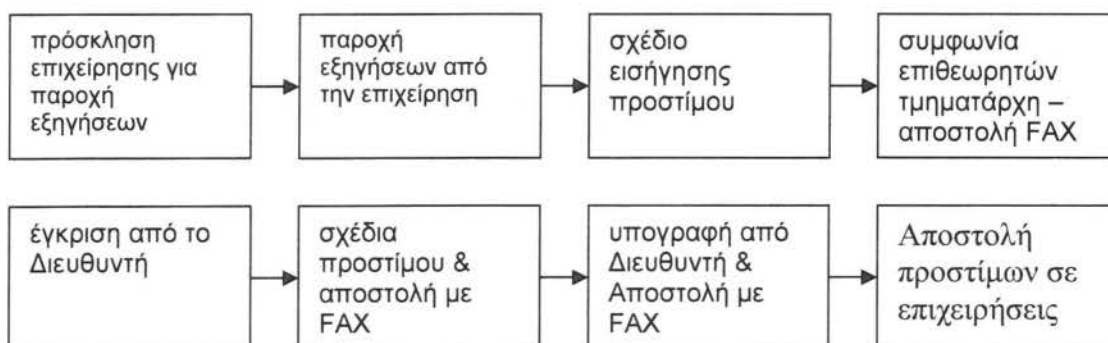 πρόσκληση
επιχείρησης για
παροχή
εξηγήσεων
παροχή
εξηγήσεων από
την επιχείρηση
σχέδιο
εισήγησης
προστίμου
συμφωνία
επιθεωρητών
τμηματάρχη –
αποστολή FAX
έγκριση από το
Διευθυντή
σχέδια
προστίμου &
αποστολή με
FAX
υπογραφή από
Διευθυντή &
Αποστολή με
FAX
Αποστολή
προστίμων σε
επιχειρήσεις